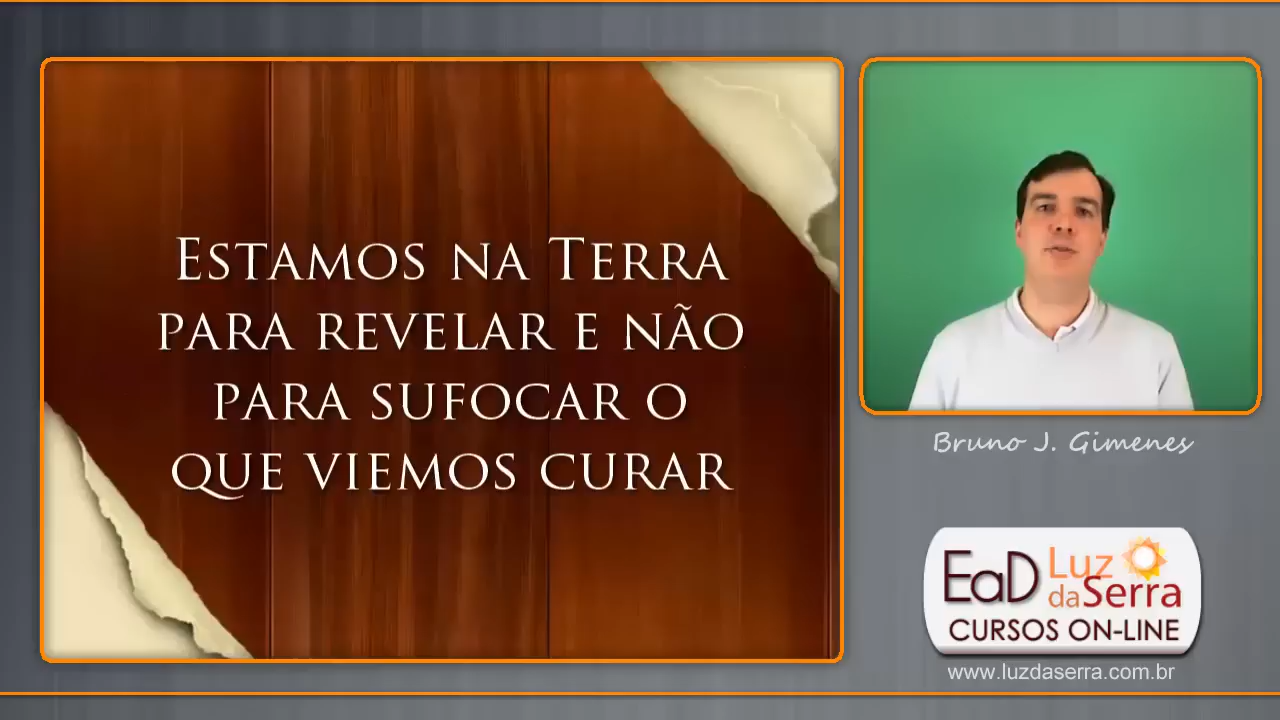 Estamos na Terra
para revelar e não
para sufocar o
que viemos curar
Bruno J. Gimenes
EaD Luz da Serra
CURSOS ON-LINE
www.luzdaserra.com.br